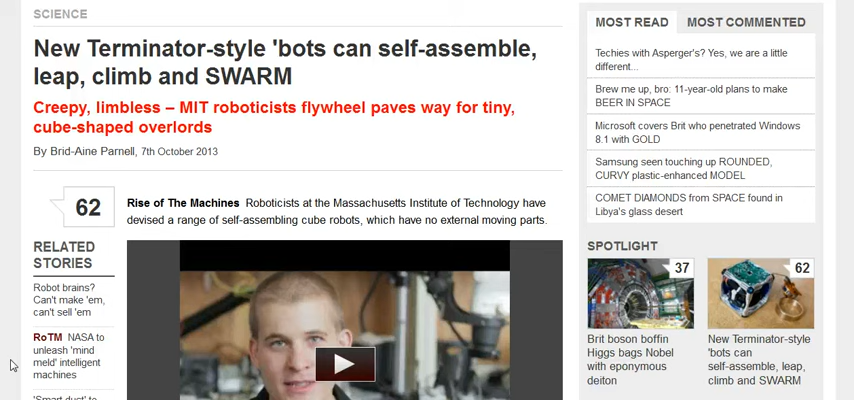 SCIENCE
New Terminator-style 'bots can self-assemble,
leap, climb and SWARM
Creepy, limbless – MIT roboticists flywheel paves way for tiny,
cube-shaped overlords
By Brid-Aine Parnell, 7th October 2013
62
Rise of The Machines Roboticists at the Massachusetts Institute of Technology have
devised a range of self-assembling cube robots, which have no external moving parts.
RELATED
STORIES
Robot brains?
Can't make 'em,
can't sell 'em
RoTM NASA to
unleash 'mind
meld' intelligent
machines
'Smart dust' to
MOST READ
MOST COMMENTED
Techies with Asperger's? Yes, we are a little
different...
Brew me up, bro: 11-year-old plans to make
BEER IN SPACE
Microsoft covers Brit who penetrated Windows
8.1 with GOLD
Samsung seen touching up ROUNDED,
CURVY plastic-enhanced MODEL
COMET DIAMONDS from SPACE found in
Libya's glass desert
SPOTLIGHT
37
Brit boson boffin
Higgs bags Nobel
with eponymous
deiton
62
New Terminator-style
'bots can
self-assemble, leap,
climb and SWARM